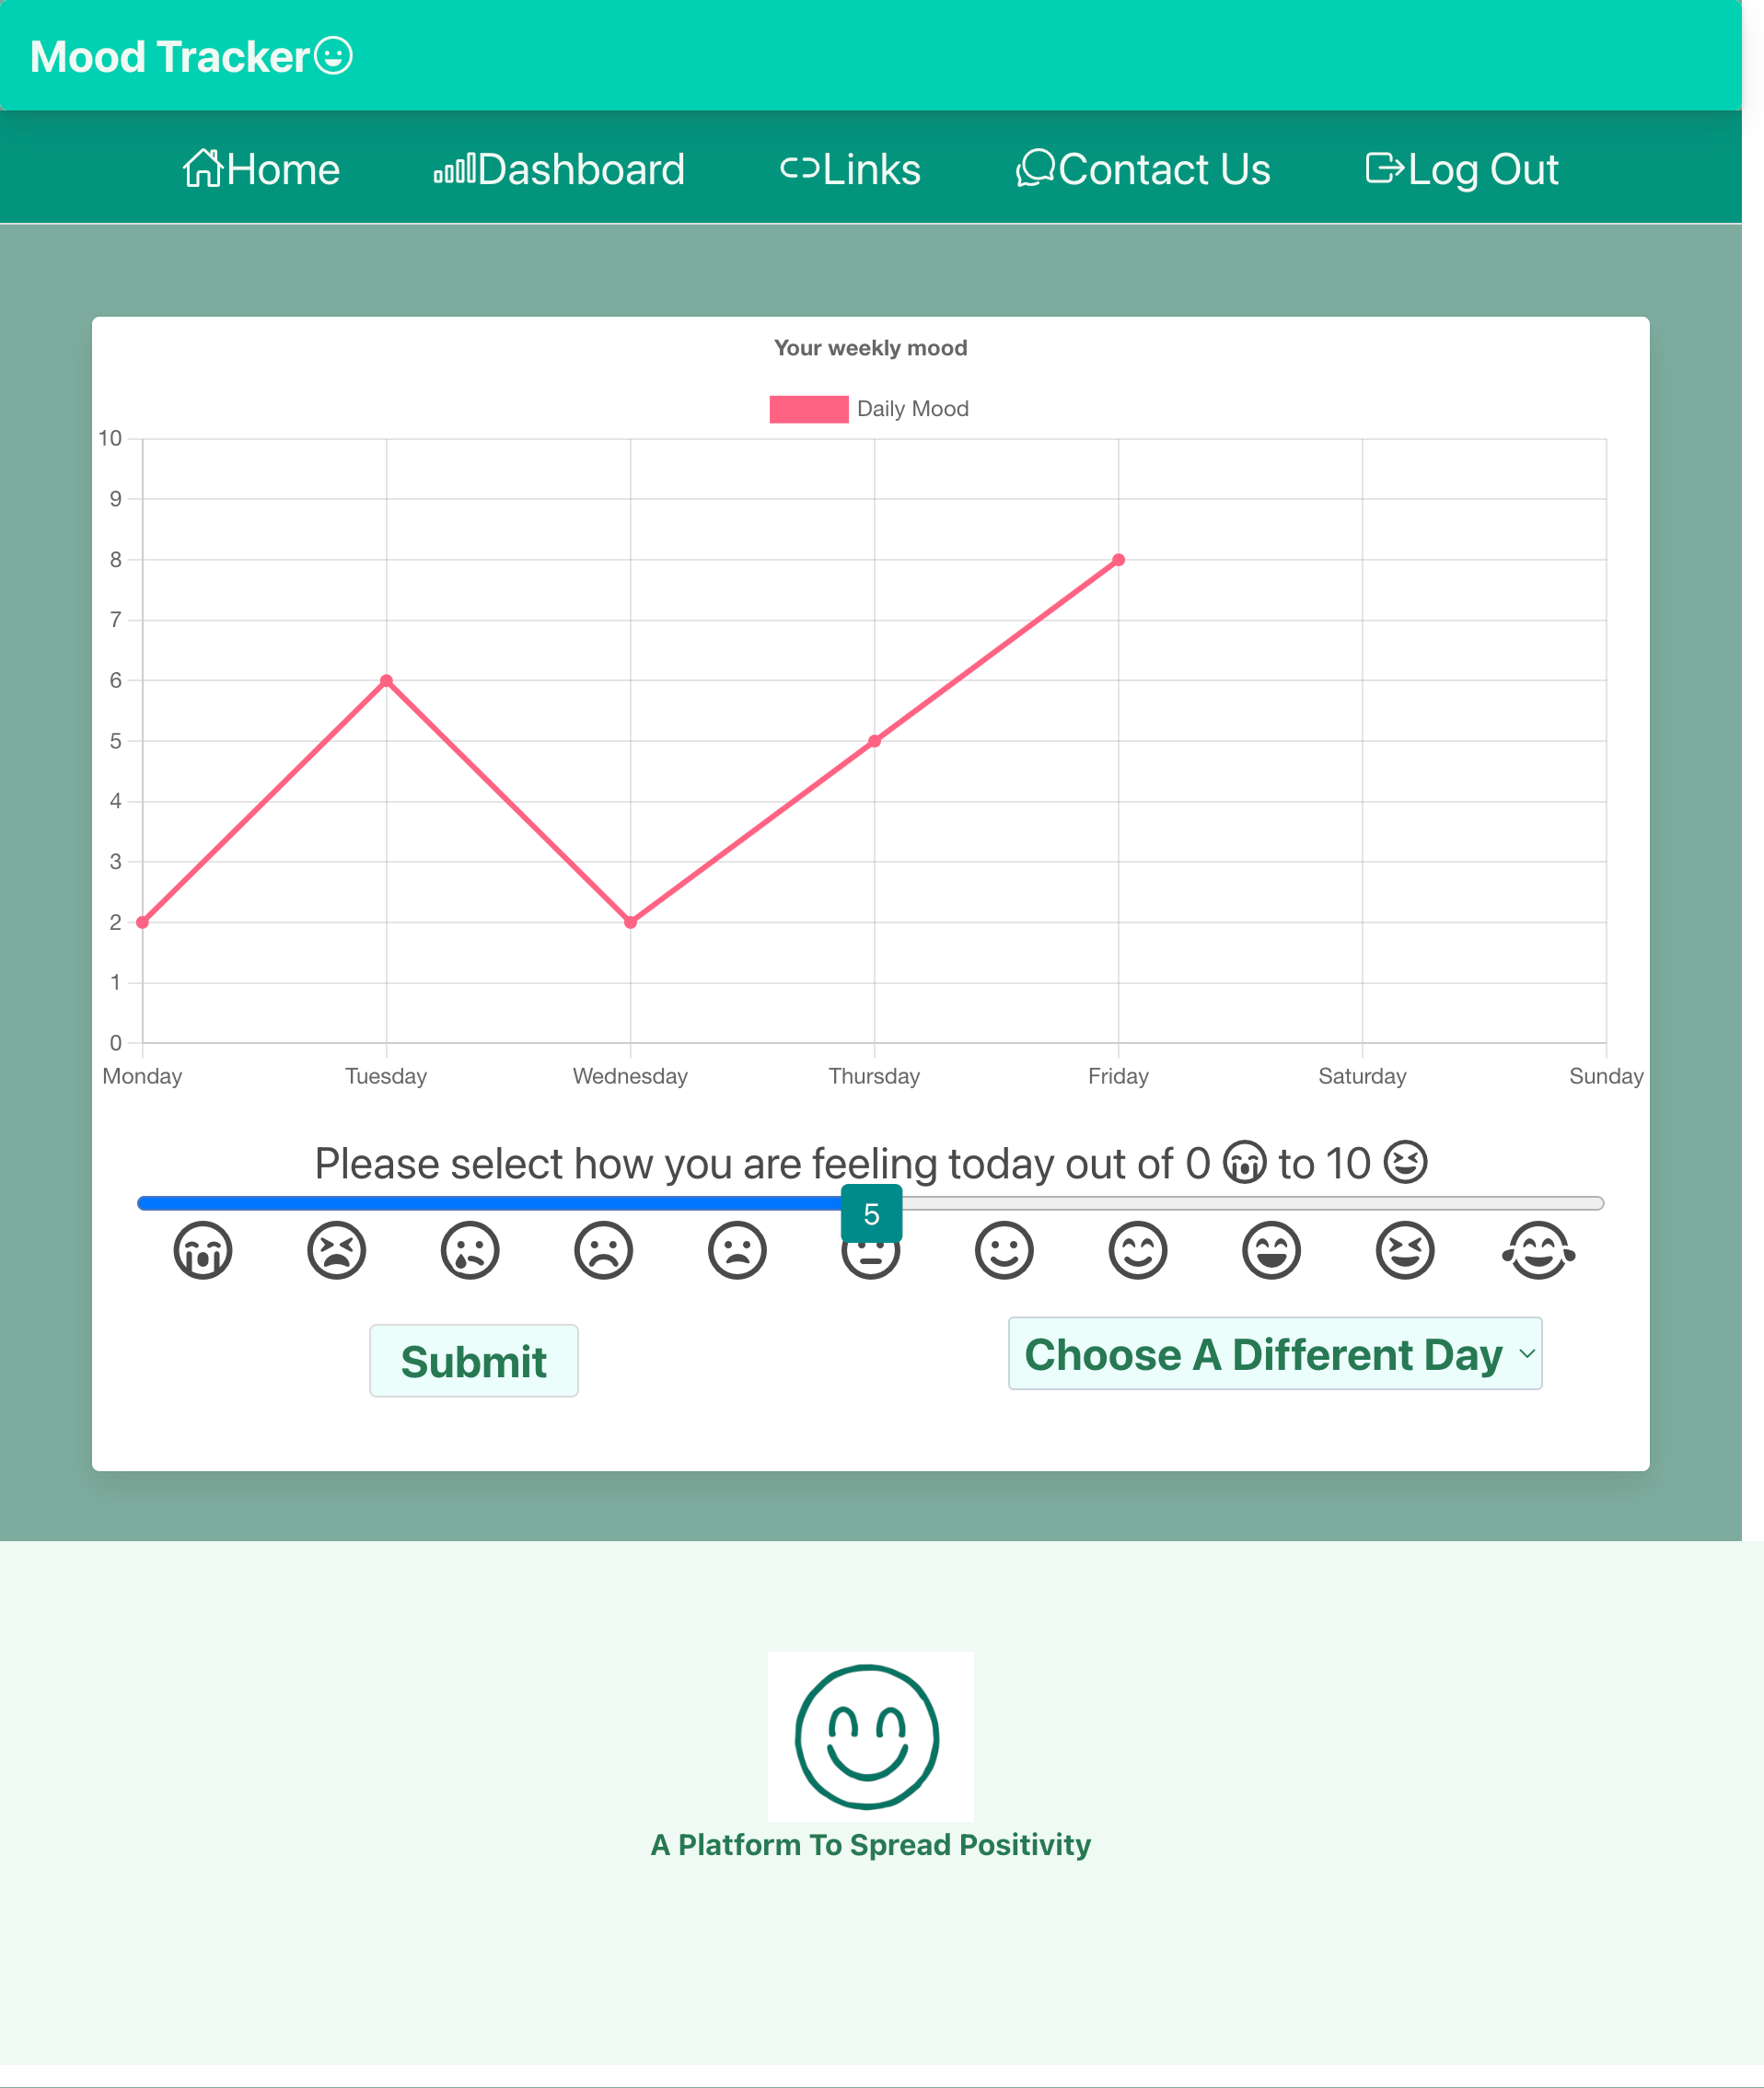 Mood Tracker
Home Dashboard Links Contact Us Log Out
Your weekly mood
Daily Mood
10
9
8
7
6
5
4
3
2
1
0
Monday Tuesday Wednesday Thursday Friday Saturday Sunday
Please select how you are feeling today out of 0 to 10
5
Submit Choose A Different Day
A Platform To Spread Positivity